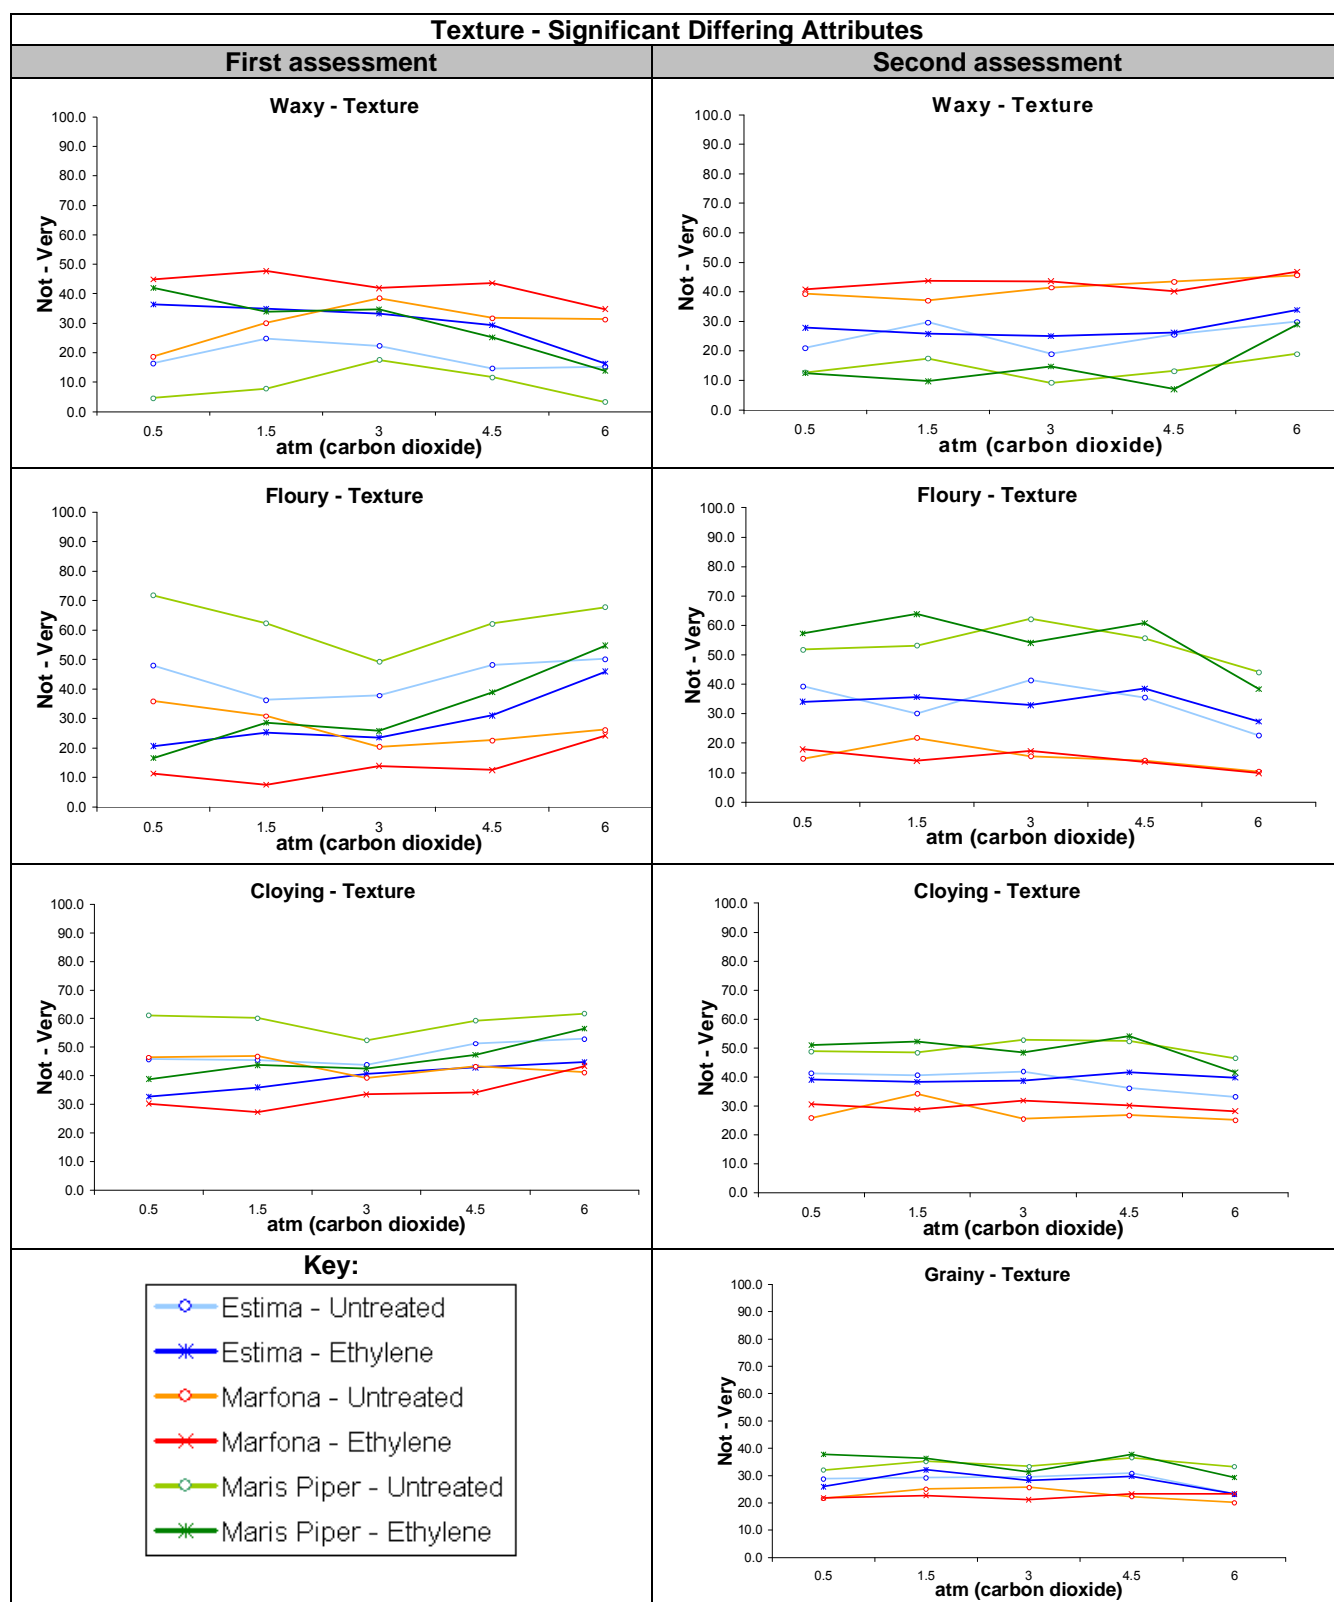 Texture - Significant Differing Attributes
First assessment
Second assessment
Waxy - Texture
100.0
90.0
80.0
70.0
60.0
50.0
40.0
30.0
20.0
10.0
0.0
Not - Very
0.5 1.5 3 4.5 6
atm (carbon dioxide)
Waxy - Texture
100.0
90.0
80.0
70.0
60.0
50.0
40.0
30.0
20.0
10.0
0.0
Not - Very
0.5 1.5 3 4.5 6
atm (carbon dioxide)
Floury - Texture
100.0
90.0
80.0
70.0
60.0
50.0
40.0
30.0
20.0
10.0
0.0
Not - Very
0.5 1.5 3 4.5 6
atm (carbon dioxide)
Floury - Texture
100.0
90.0
80.0
70.0
60.0
50.0
40.0
30.0
20.0
10.0
0.0
Not - Very
0.5 1.5 3 4.5 6
atm (carbon dioxide)
Cloying - Texture
100.0
90.0
80.0
70.0
60.0
50.0
40.0
30.0
20.0
10.0
0.0
Not - Very
0.5 1.5 3 4.5 6
atm (carbon dioxide)
Cloying - Texture
100.0
90.0
80.0
70.0
60.0
50.0
40.0
30.0
20.0
10.0
0.0
Not - Very
0.5 1.5 3 4.5 6
atm (carbon dioxide)
Key:
Estima - Untreated
Estima - Ethylene
Marfona - Untreated
Marfona - Ethylene
Maris Piper - Untreated
Maris Piper - Ethylene
Grainy - Texture
100.0
90.0
80.0
70.0
60.0
50.0
40.0
30.0
20.0
10.0
0.0
Not - Very
0.5 1.5 3 4.5 6
atm (carbon dioxide)